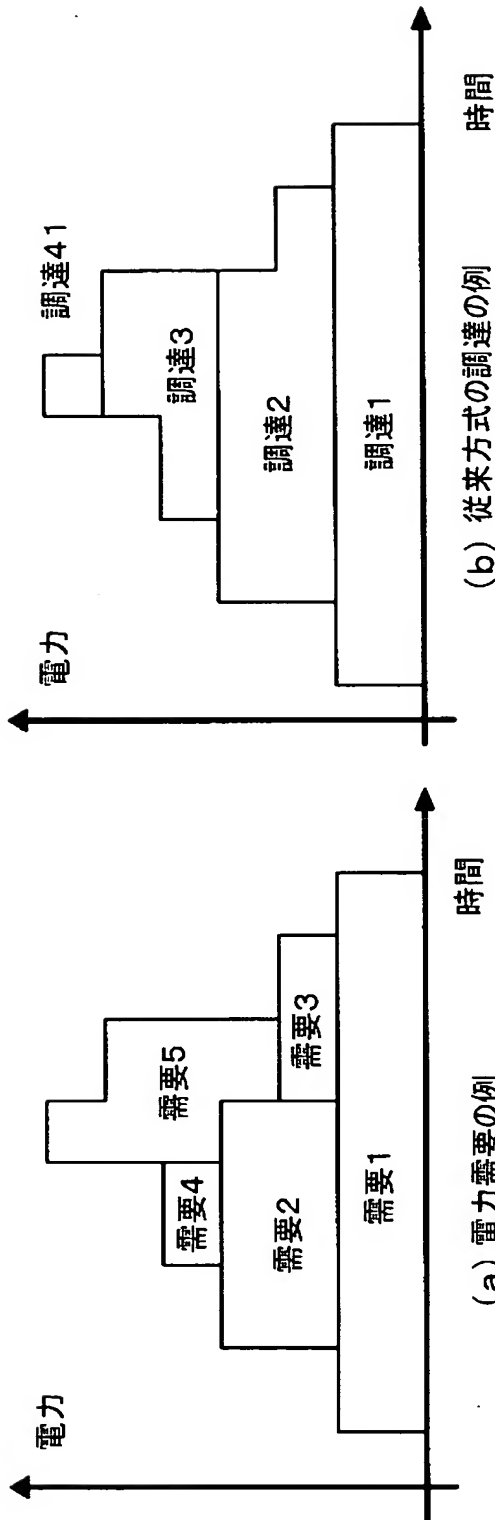 電力
需要5
需要4
需要3
需要2
需要1
時間
(a) 電力需要の例
電力
調達41
調達3
調達2
調達1
時間
(b) 従来方式の調達の例